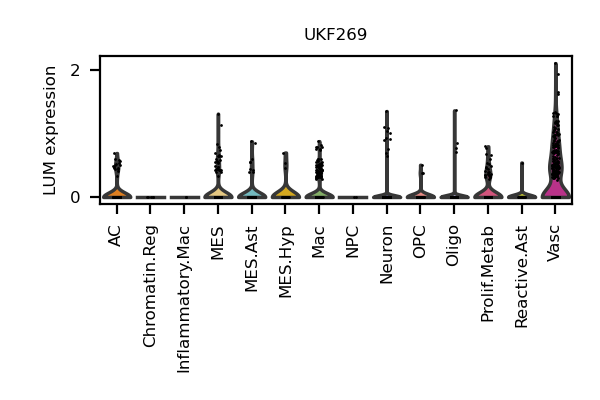 UKF269
LUM expression
2
0
AC
Chromatin.Reg
Inflammatory.Mac
MES
MES.Ast
MES.Hyp
Mac
NPC
Neuron
OPC
Oligo
Prolif.Metab
Reactive.Ast
Vasc